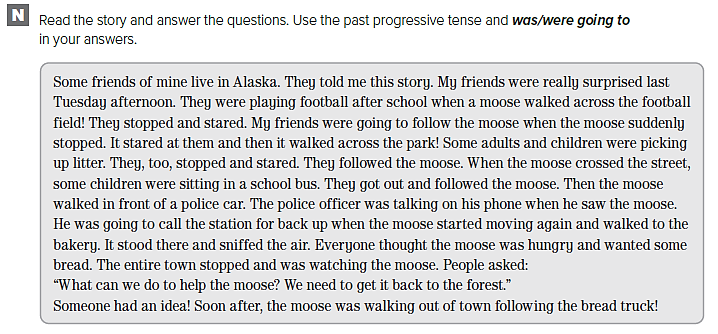 N
Read the story and answer the questions. Use the past progressive tense and was/were going to
in your answers.
Some friends of mine live in Alaska. They told me this story. My friends were really surprised last
Tuesday afternoon. They were playing football after school when a moose walked across the football
field! They stopped and stared. My friends were going to follow the moose when the moose suddenly
stopped. It stared at them and then it walked across the park! Some adults and children were picking
up litter. They, too, stopped and stared. They followed the moose. When the moose crossed the street,
some children were sitting in a school bus. They got out and followed the moose. Then the moose
walked in front of a police car. The police officer was talking on his phone when he saw the moose.
He was going to call the station for back up when the moose started moving again and walked to the
bakery. It stood there and sniffed the air. Everyone thought the moose was hungry and wanted some
bread. The entire town stopped and was watching the moose. People asked:
“What can we do to help the moose? We need to get it back to the forest.”
Someone had an idea! Soon after, the moose was walking out of town following the bread truck!